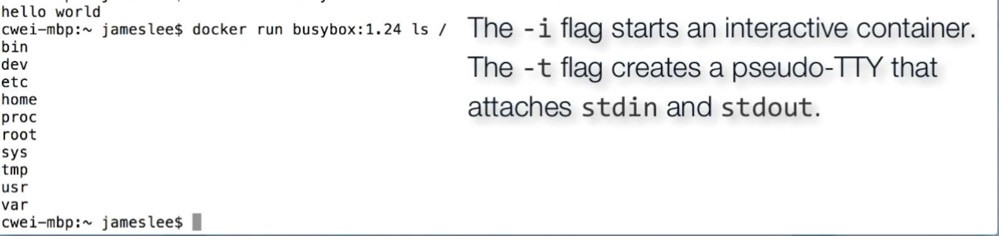 hello world
cwei-mbp:~ jameslee$ docker run busybox:1.24 ls /
bin
dev
etc
home
proc
root
sys
tmp
usr
var
cwei-mbp:~ jameslee$
The -i flag starts an interactive container.
The -t flag creates a pseudo-TTY that
attaches stdin and stdout.